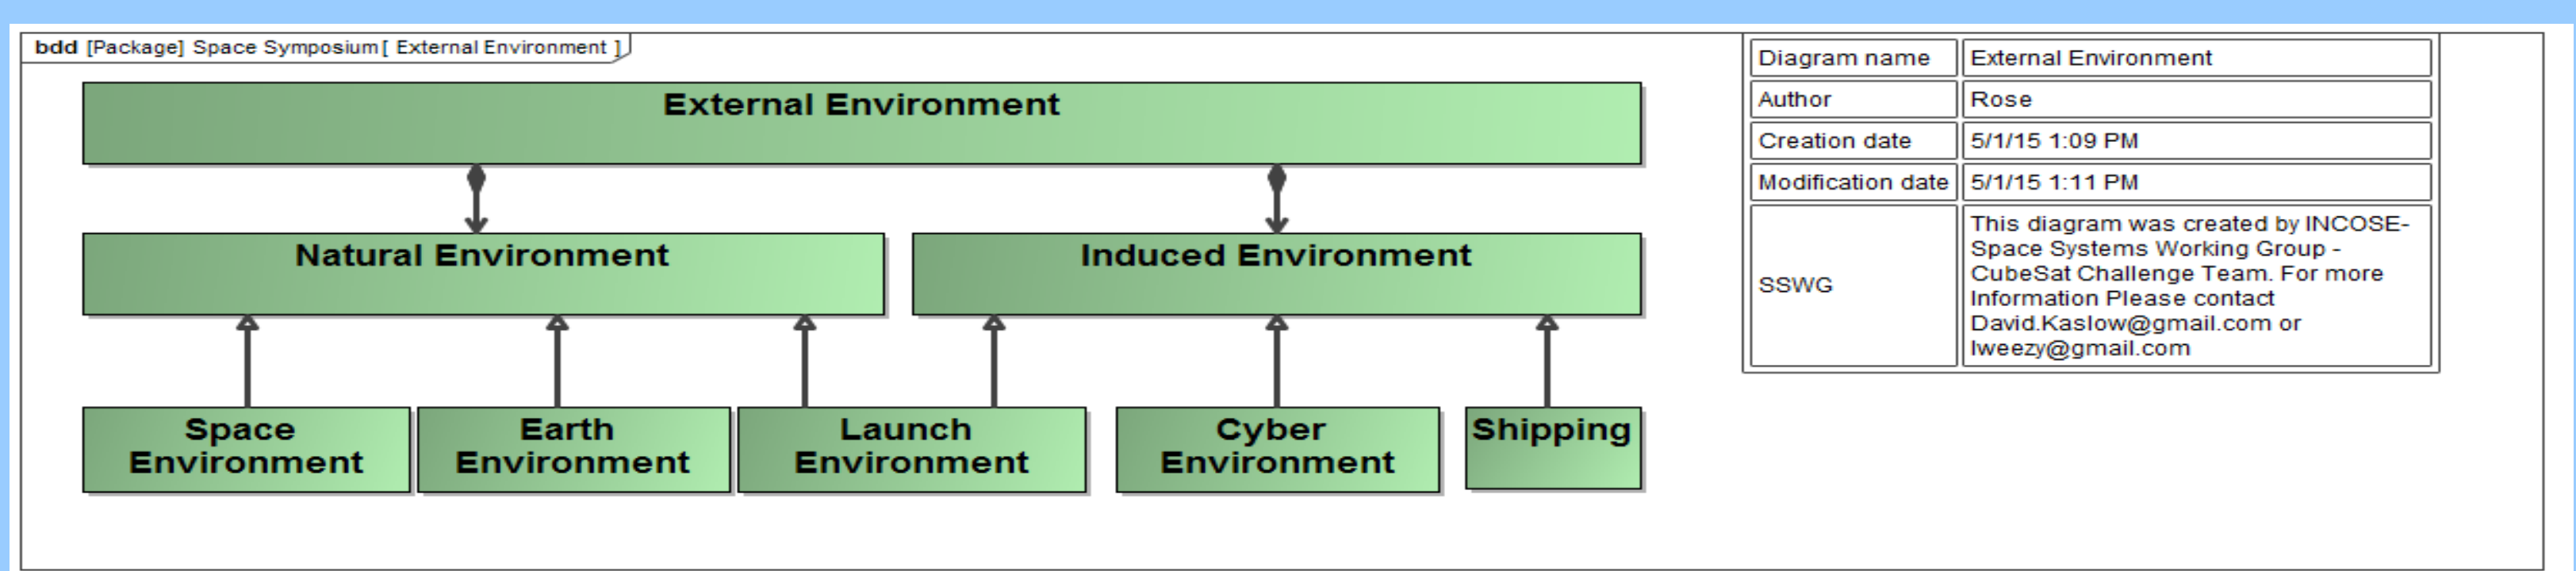 bdd [Package] Space Symposium[ External Environment ]
External Environment
Natural Environment
Induced Environment
Space
Environment
Earth
Environment
Launch
Environment
Cyber
Environment
Shipping
Diagram name
External Environment
Author
Rose
Creation date
5/1/15 1:09 PM
Modification date
5/1/15 1:11 PM
SSWG
This diagram was created by INCOSE-
Space Systems Working Group -
CubeSat Challenge Team. For more
Information Please contact
David.Kaslow@gmail.com or
lweezy@gmail.com